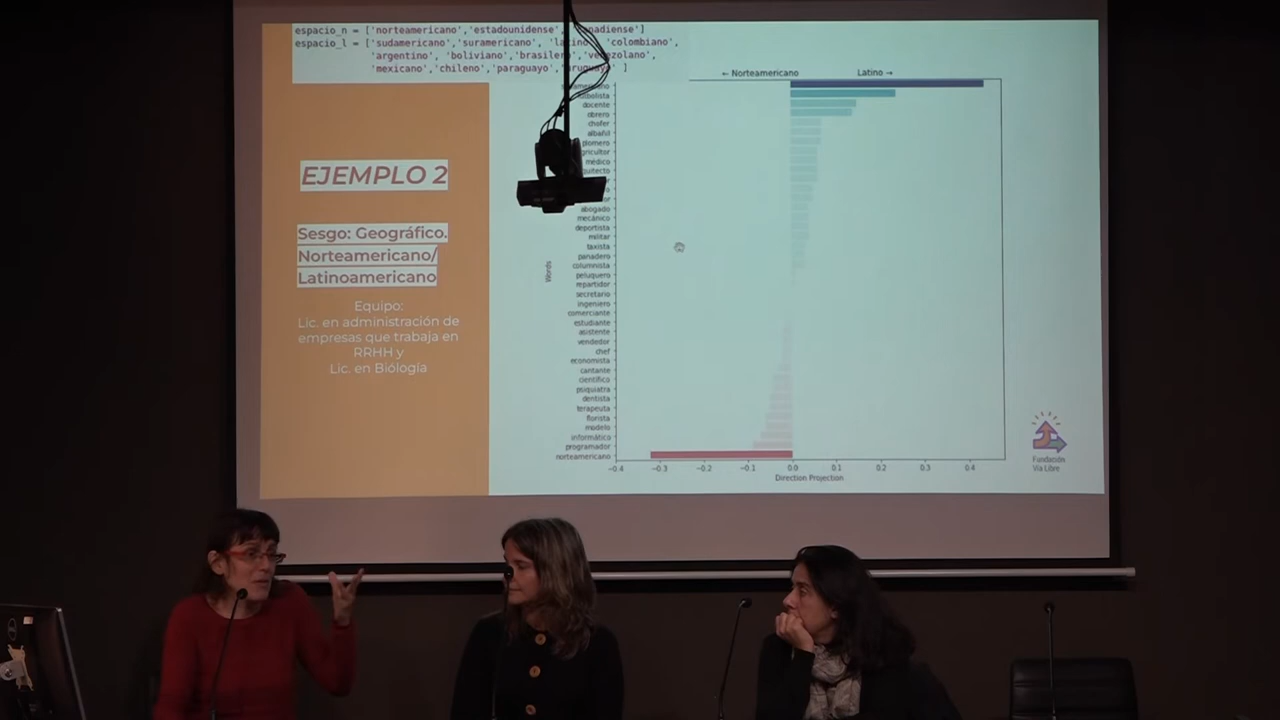 espacio_n = ['norteamericano','estadounidense', 
espacio_l = ['sudamericano','suramericano', 'colombiano',
'argentino', 'boliviano','brasilero',
'mexicano','chileno','paraguayo', ]
← Norteamericano Latino →
docente
obrero
chofer
albañil
plomero
médico
abogado
mecánico
deportista
militar
taxista
panadero
columnista
peluquero
repartidor
secretario
ingeniero
comerciante
estudiante
asistente
vendedor
chef
economista
cantante
científico
psiquiatra
dentista
terapeuta
florista
modelo
informático
programador
norteamericano
Words
−0.4 −0.3 −0.2 −0.1 0.0 0.1 0.2 0.3 0.4
Direction Projection
EJEMPLO 2
Sesgo: Geográfico.
Norteamericano/
Latinoamericano
Equipo:
Lic. en administración de
empresas que trabaja en
RRHH y
Lic. en Biólogía
Fundación
Vía Libre